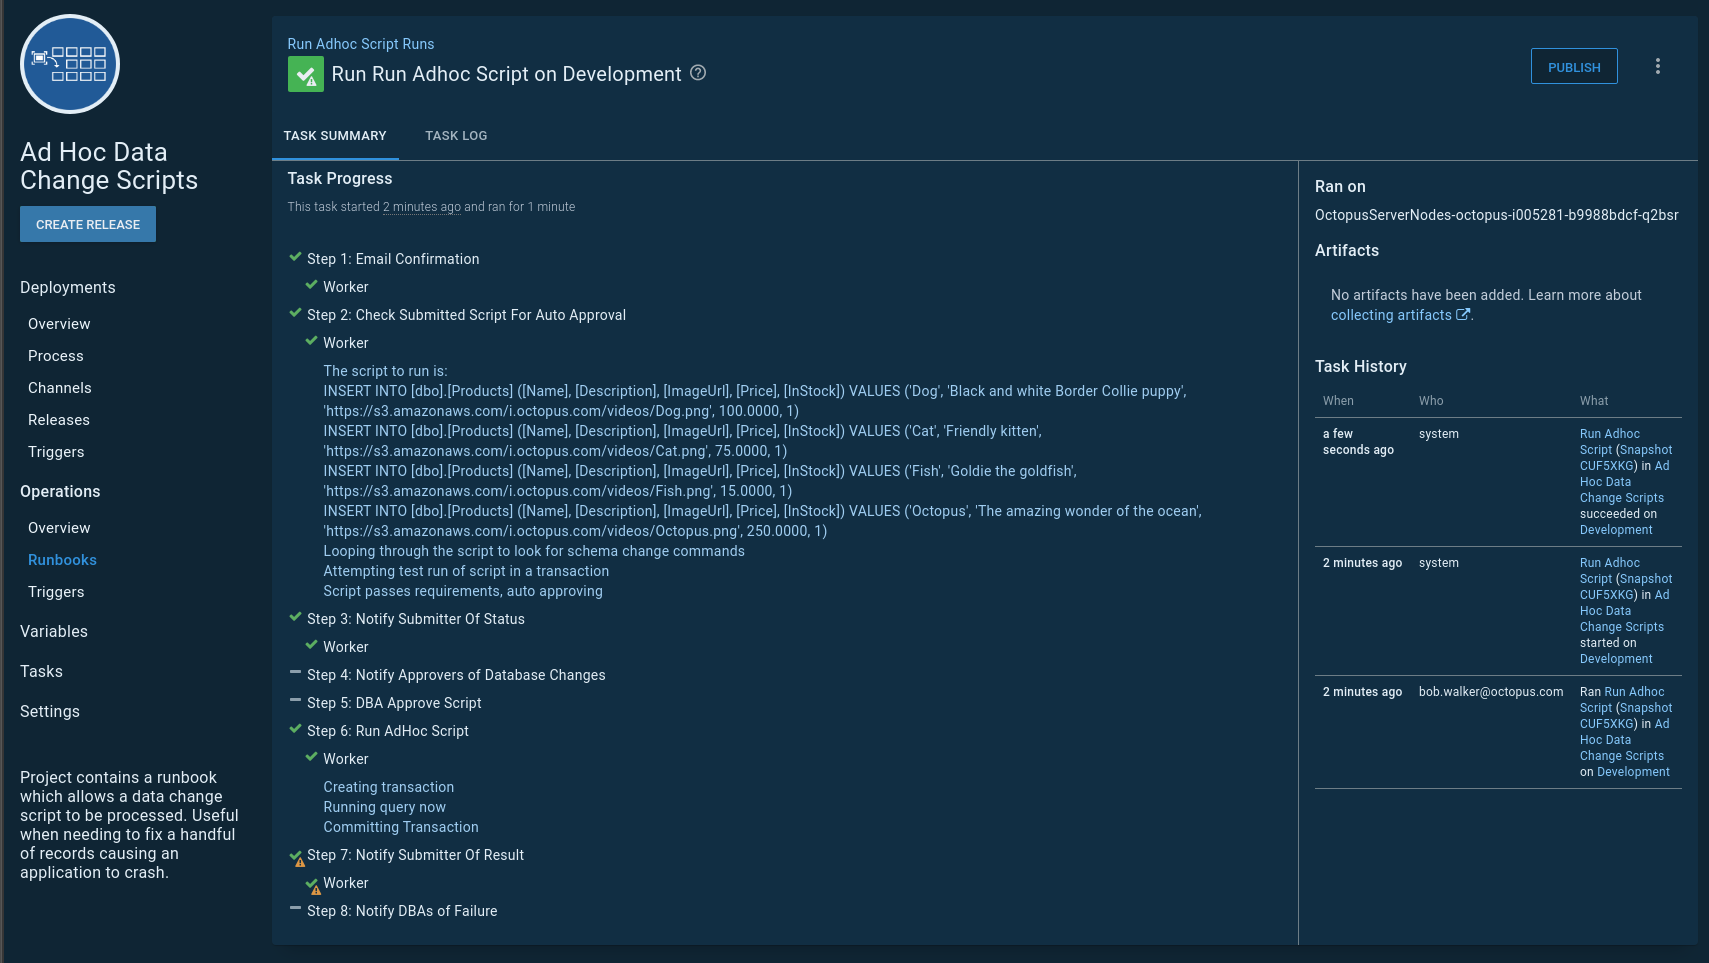 Ad Hoc Data
Change Scripts
CREATE RELEASE
Deployments
Overview
Process
Channels
Releases
Triggers
Operations
Overview
Runbooks
Triggers
Variables
Tasks
Settings
Project contains a runbook
which allows a data change
script to be processed. Useful
when needing to fix a handful
of records causing an
application to crash.
Run Adhoc Script Runs
Run Run Adhoc Script on Development
PUBLISH
TASK SUMMARY
TASK LOG
Task Progress
This task started 2 minutes ago and ran for 1 minute
Step 1: Email Confirmation
Worker
Step 2: Check Submitted Script For Auto Approval
Worker
The script to run is:
INSERT INTO [dbo].[Products] ([Name], [Description], [ImageUrl], [Price], [InStock]) VALUES ('Dog', 'Black and white Border Collie puppy',
'https://s3.amazonaws.com/i.octopus.com/videos/Dog.png', 100.0000, 1)
INSERT INTO [dbo].[Products] ([Name], [Description], [ImageUrl], [Price], [InStock]) VALUES ('Cat', 'Friendly kitten',
'https://s3.amazonaws.com/i.octopus.com/videos/Cat.png', 75.0000, 1)
INSERT INTO [dbo].[Products] ([Name], [Description], [ImageUrl], [Price], [InStock]) VALUES ('Fish', 'Goldie the goldfish',
'https://s3.amazonaws.com/i.octopus.com/videos/Fish.png', 15.0000, 1)
INSERT INTO [dbo].[Products] ([Name], [Description], [ImageUrl], [Price], [InStock]) VALUES ('Octopus', 'The amazing wonder of the ocean',
'https://s3.amazonaws.com/i.octopus.com/videos/Octopus.png', 250.0000, 1)
Looping through the script to look for schema change commands
Attempting test run of script in a transaction
Script passes requirements, auto approving
Step 3: Notify Submitter Of Status
Worker
Step 4: Notify Approvers of Database Changes
Step 5: DBA Approve Script
Step 6: Run AdHoc Script
Worker
Creating transaction
Running query now
Committing Transaction
Step 7: Notify Submitter Of Result
Worker
Step 8: Notify DBAs of Failure
Ran on
OctopusServerNodes-octopus-i005281-b9988bdcf-q2bsr
Artifacts
No artifacts have been added. Learn more about
collecting artifacts.
Task History
When Who What
a few
seconds ago
system
Run Adhoc
Script (Snapshot
CUF5XKG) in Ad
Hoc Data
Change Scripts
succeeded on
Development
2 minutes ago
system
Run Adhoc
Script (Snapshot
CUF5XKG) in Ad
Hoc Data
Change Scripts
started on
Development
2 minutes ago
bob.walker@octopus.com
Ran Run Adhoc
Script (Snapshot
CUF5XKG) in Ad
Hoc Data
Change Scripts
on Development